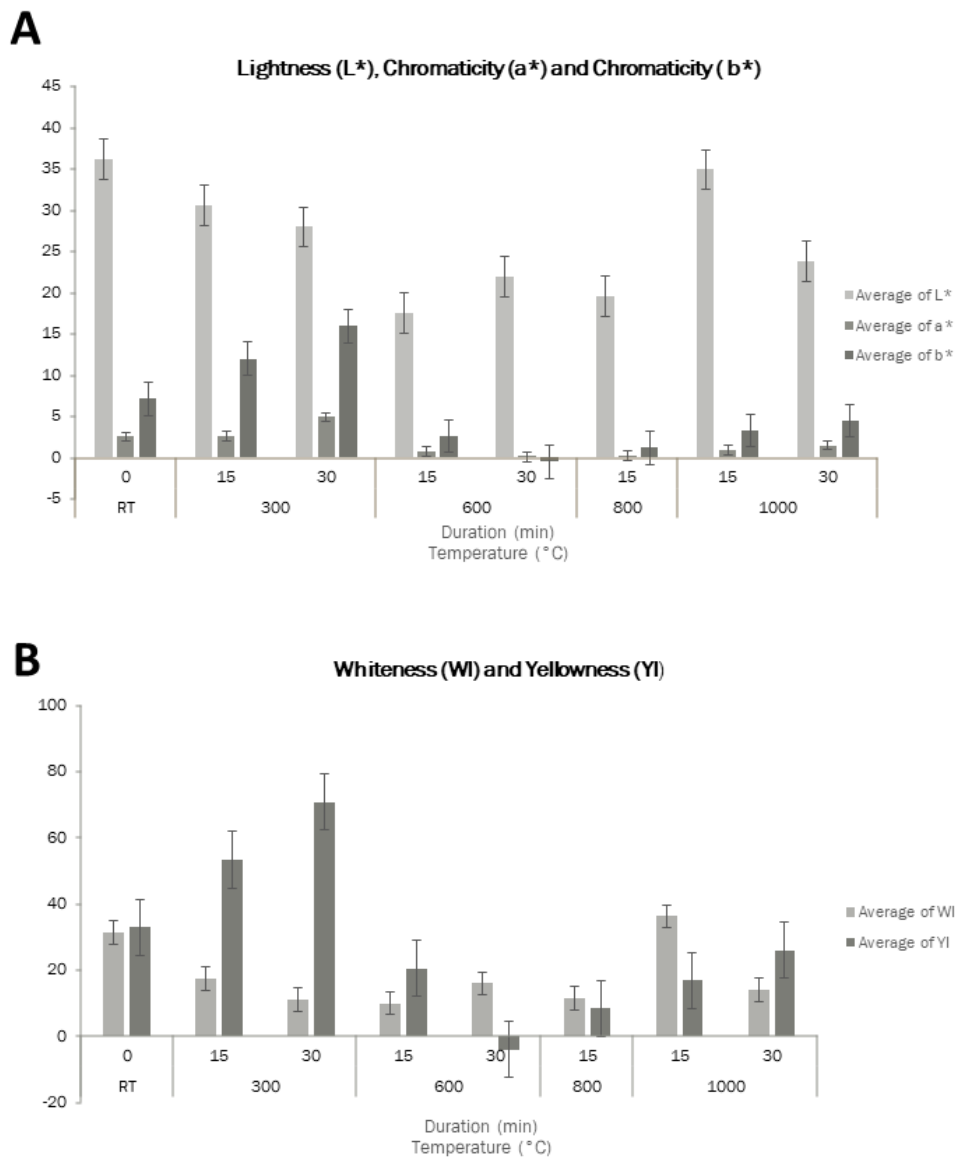 A
Lightness (L*), Chromaticity (a*) and Chromaticity ( b*)
45
40
35
30
25
20
15
10
5
0
-5
Average of L*
Average of a*
Average of b*
0 15 30 15 30 15 15 30
RT 300 600 800 1000
Duration (min)
Temperature (°C)
B
Whiteness (WI) and Yellowness (YI)
100
80
60
40
20
0
-20
Average of WI
Average of YI
0 15 30 15 30 15 15 30
RT 300 600 800 1000
Duration (min)
Temperature (°C)